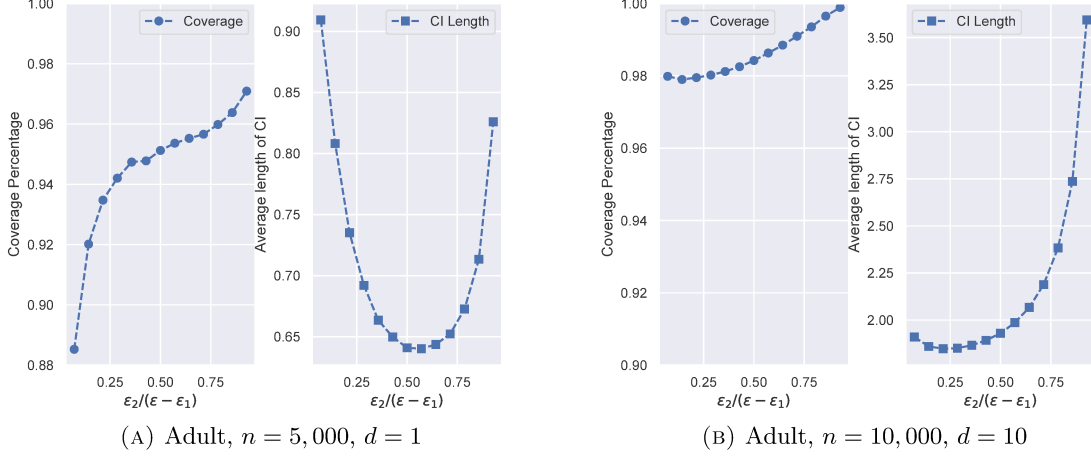 Coverage
CI Length
Coverage Percentage
1.00
0.98
0.96
0.94
0.92
0.90
0.88
0.25 0.50 0.75
ε₂/(ε − ε₁)
Average length of CI
0.90
0.85
0.80
0.75
0.70
0.65
0.25 0.50 0.75
ε₂/(ε − ε₁)
(A) Adult, n = 5,000, d = 1
Coverage
CI Length
Coverage Percentage
1.00
0.98
0.96
0.94
0.92
0.90
0.25 0.50 0.75
ε₂/(ε − ε₁)
Average length of CI
3.50
3.25
3.00
2.75
2.50
2.25
2.00
0.25 0.50 0.75
ε₂/(ε − ε₁)
(B) Adult, n = 10,000, d = 10